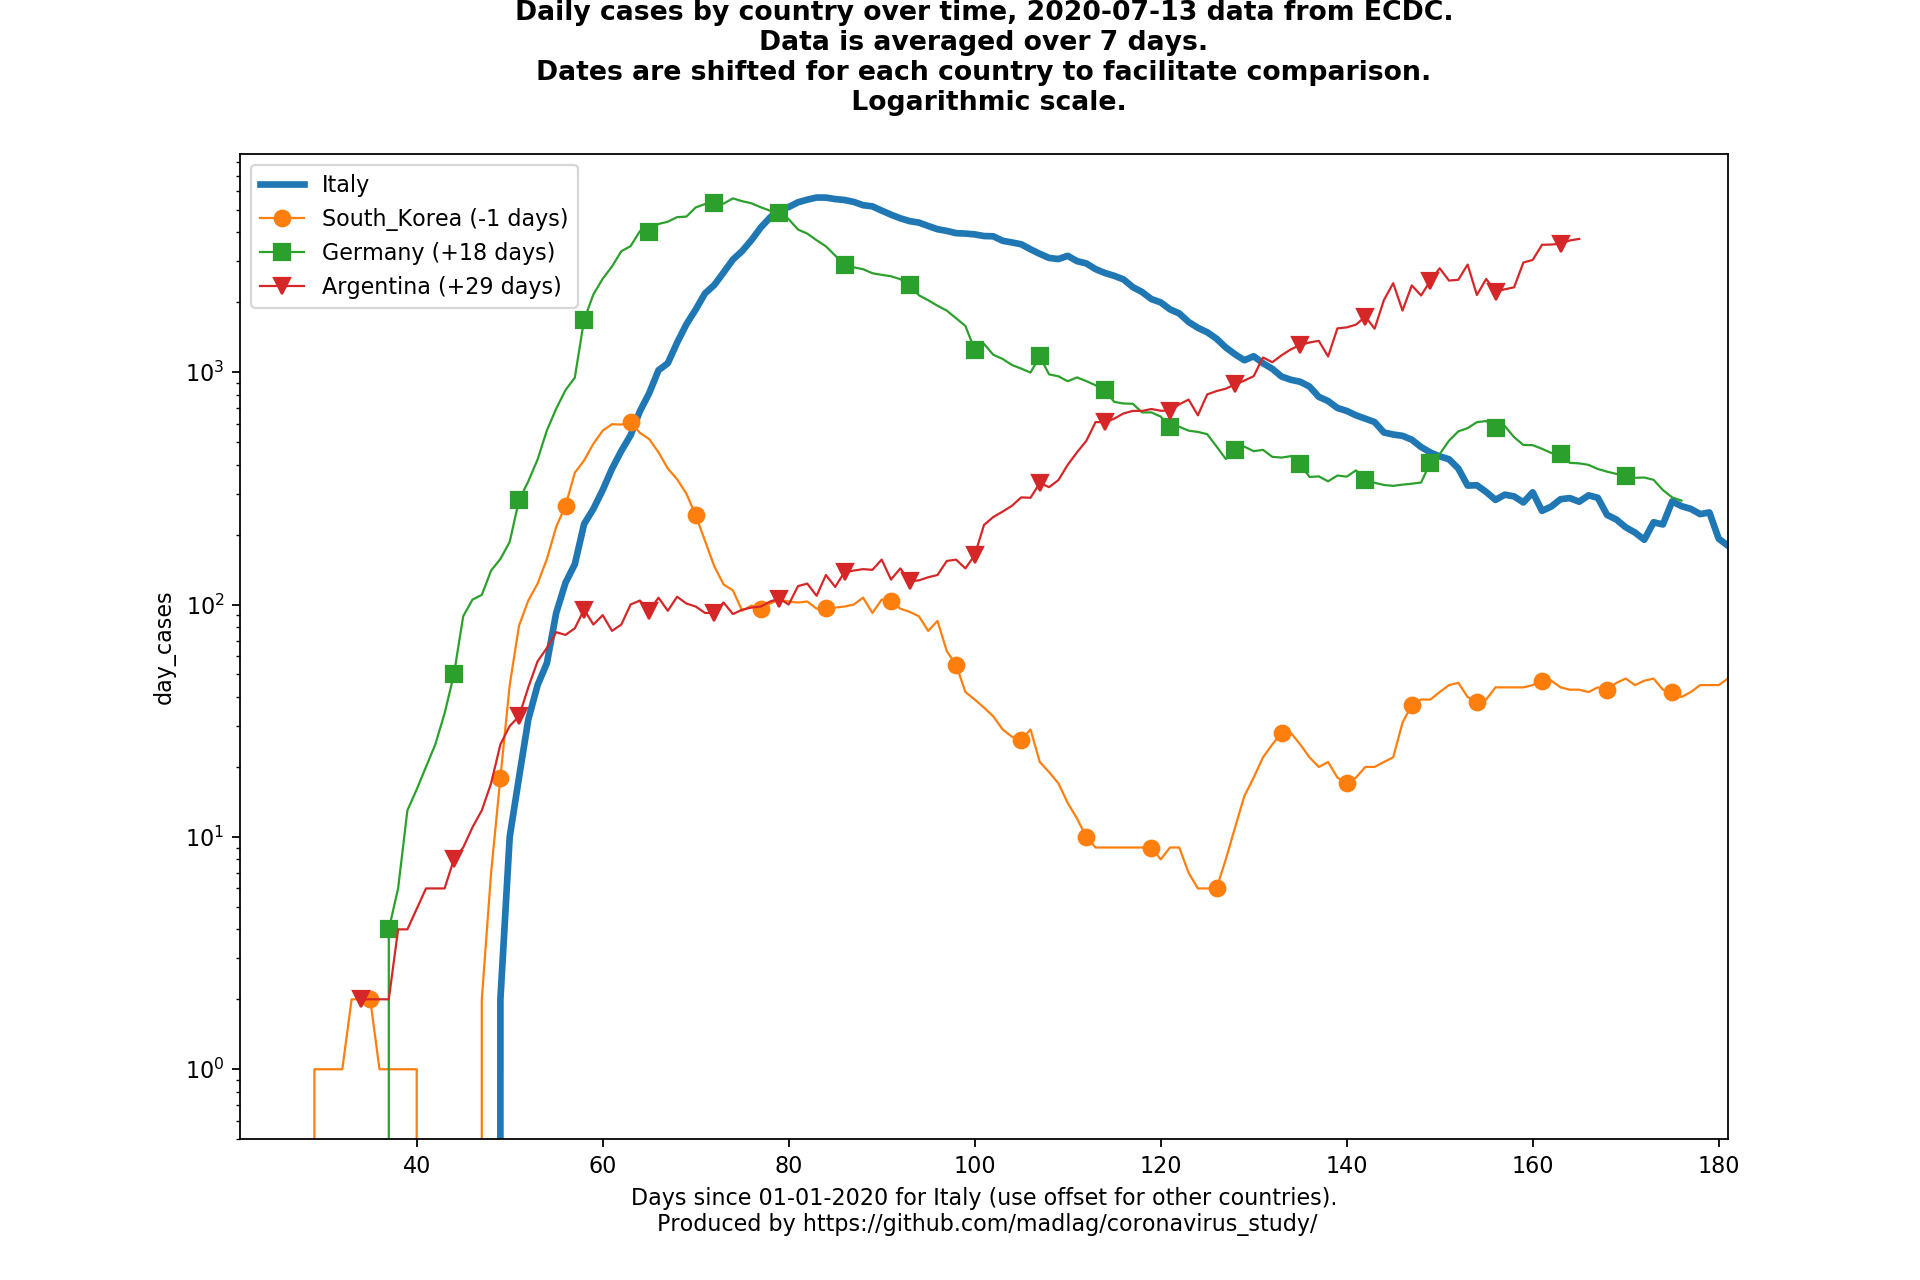 Daily cases by country over time, 2020-07-13 data from ECDC.
Data is averaged over 7 days.
Dates are shifted for each country to facilitate comparison.
Logarithmic scale.
Italy
South_Korea (-1 days)
Germany (+18 days)
Argentina (+29 days)
day_cases
10³
10²
10¹
10⁰
40 60 80 100 120 140 160 180
Days since 01-01-2020 for Italy (use offset for other countries).
Produced by https://github.com/madlag/coronavirus_study/